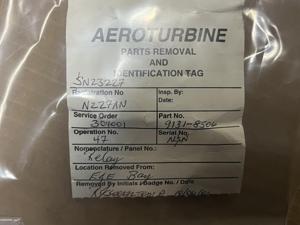 AEROTURBINE
PARTS REMOVAL
AND
IDENTIFICATION TAG
SN23227
Registration No
N227AN
Insp. By:
Date:
Service Order
301001
Part No.
9131-8504
Operation No.
47
Serial No.
N/N
Nomenclature / Panel No.:
Relay
Location Removed From:
E&E Bay
Removed By Initials / Badge No. / Date